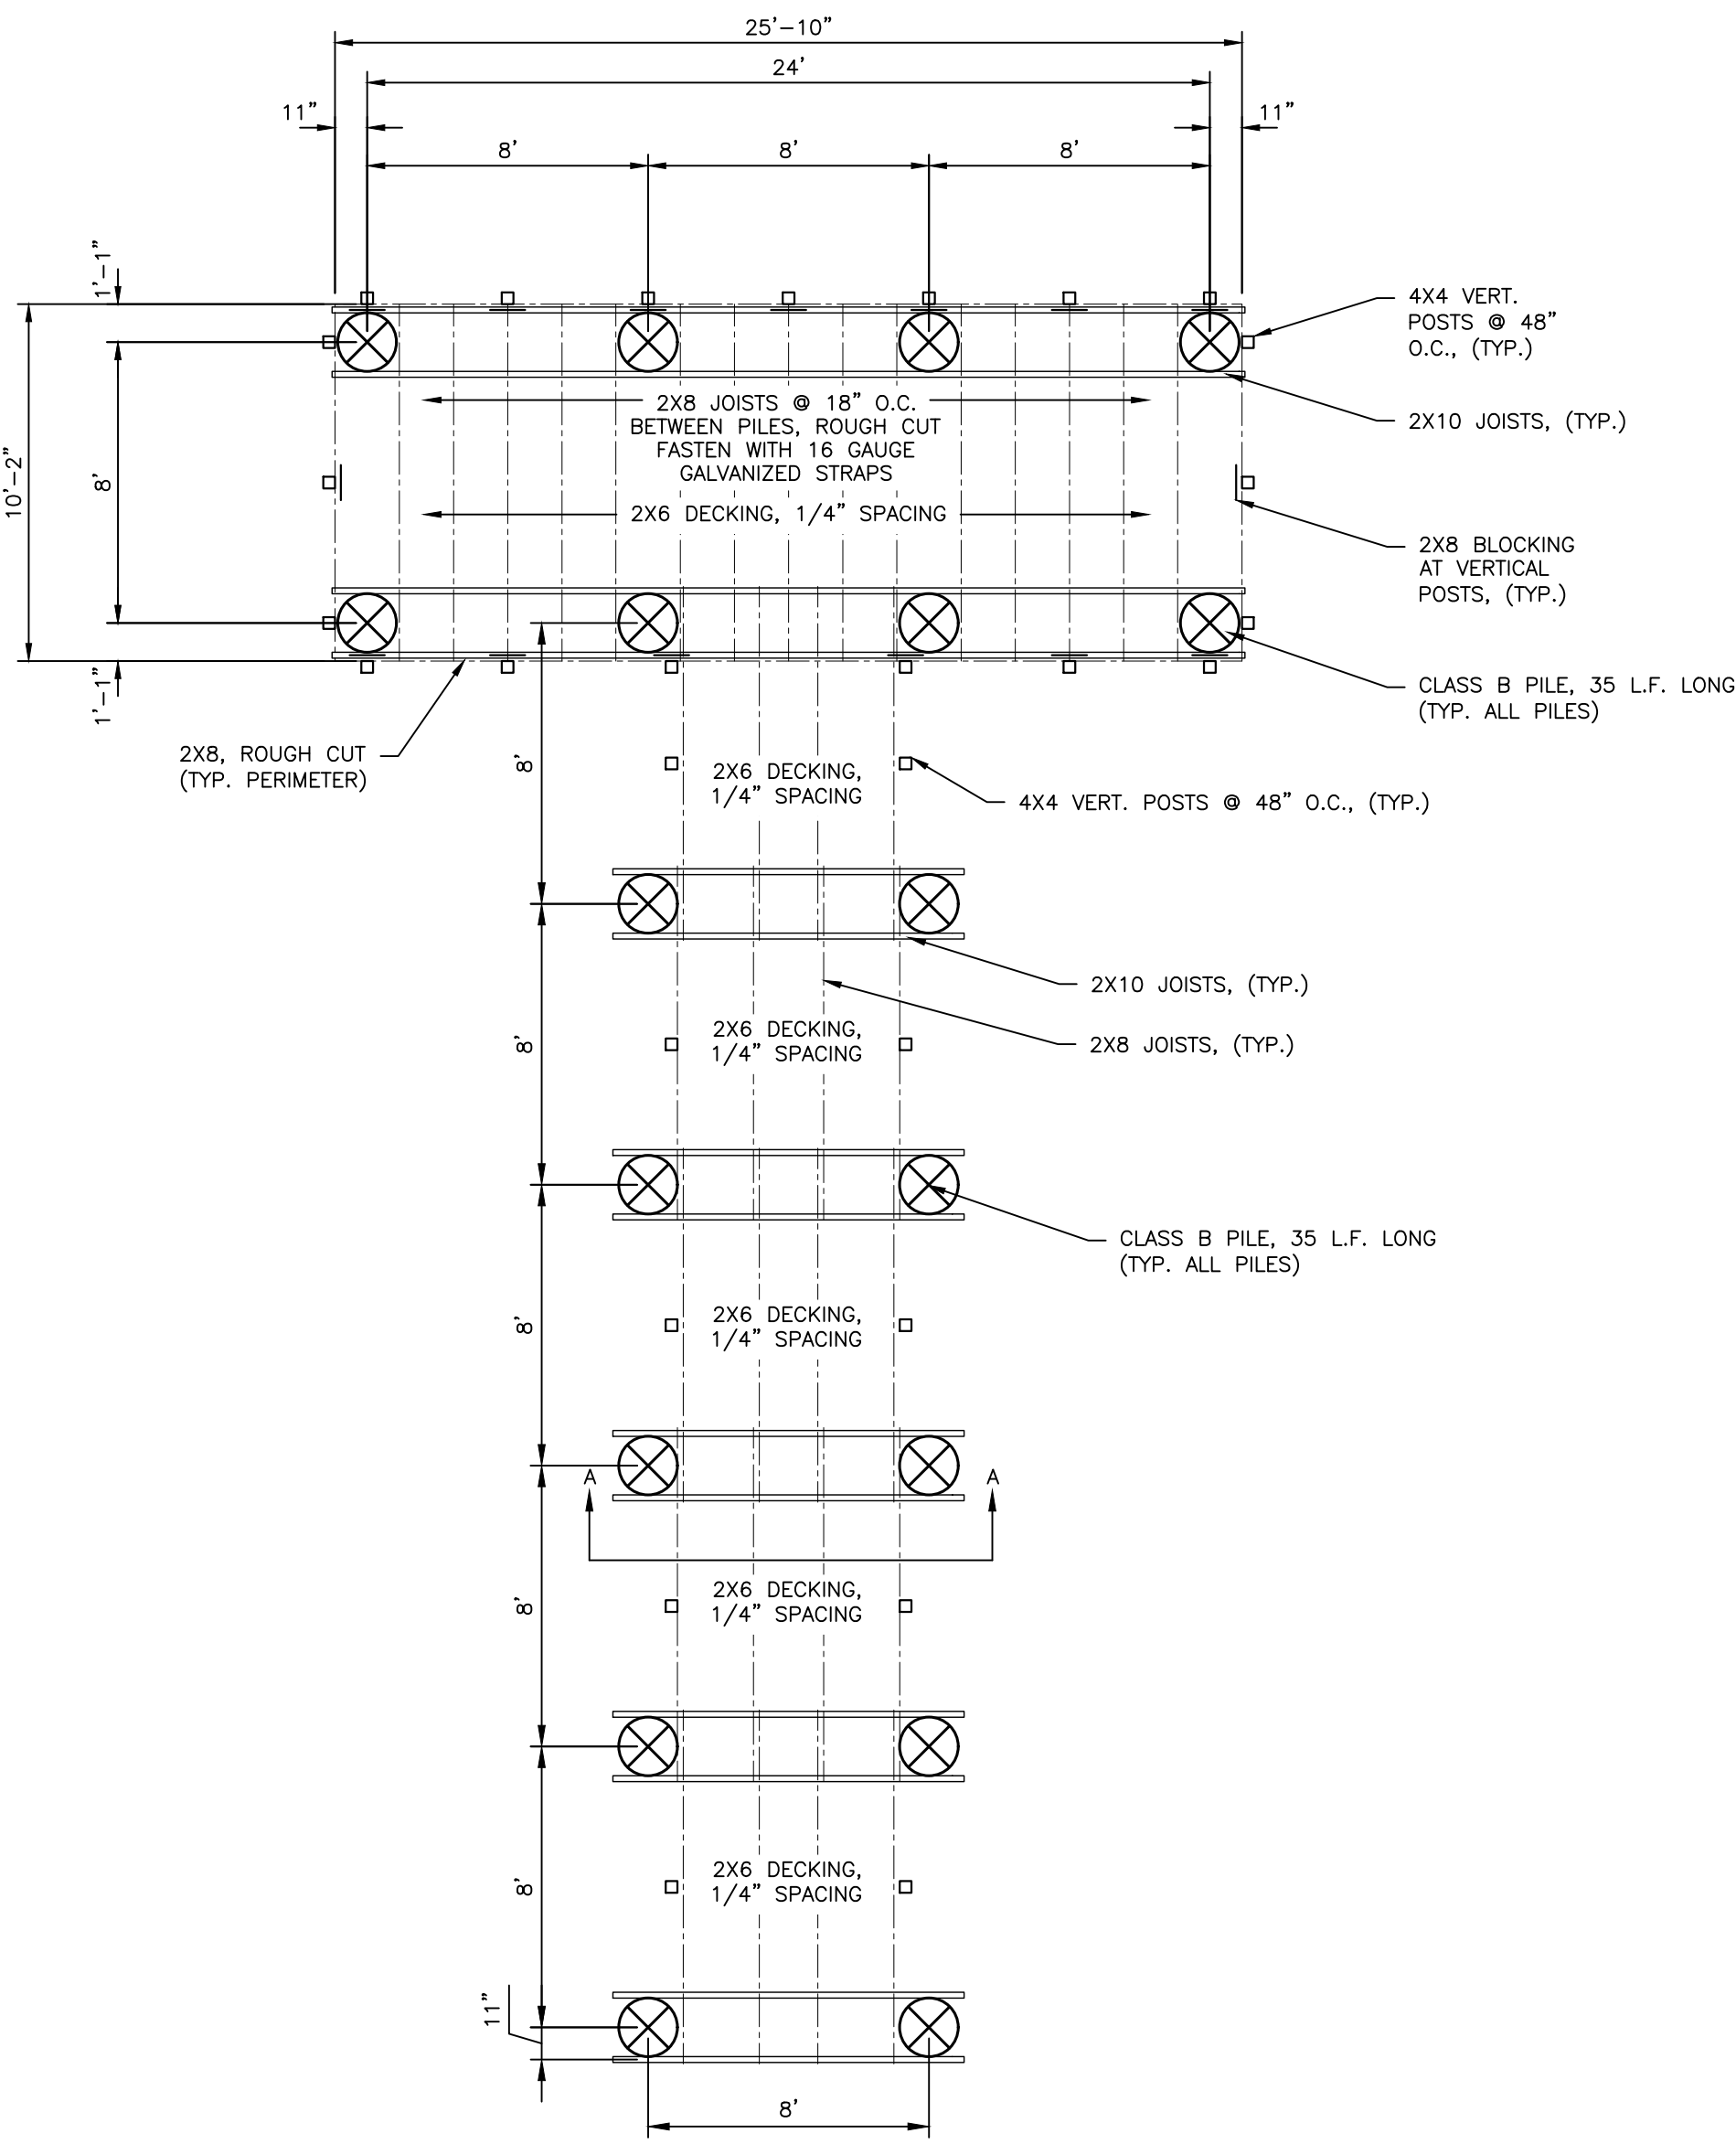 25'-10"
24'
11"
11"
8'
8'
8'
1'-1"
10'-2"
8'
1'-1"
4X4 VERT.
POSTS @ 48"
O.C., (TYP.)
2X10 JOISTS, (TYP.)
2X8 JOISTS @ 18" O.C.
BETWEEN PILES, ROUGH CUT
FASTEN WITH 16 GAUGE
GALVANIZED STRAPS
2X6 DECKING, 1/4" SPACING
2X8 BLOCKING
AT VERTICAL
POSTS, (TYP.)
CLASS B PILE, 35 L.F. LONG
(TYP. ALL PILES)
2X8, ROUGH CUT
(TYP. PERIMETER)
8'
2X6 DECKING,
1/4" SPACING
4X4 VERT. POSTS @ 48" O.C., (TYP.)
2X10 JOISTS, (TYP.)
8'
2X6 DECKING,
1/4" SPACING
2X8 JOISTS, (TYP.)
CLASS B PILE, 35 L.F. LONG
(TYP. ALL PILES)
8'
2X6 DECKING,
1/4" SPACING
A
A
8'
2X6 DECKING,
1/4" SPACING
8'
2X6 DECKING,
1/4" SPACING
11"
8'